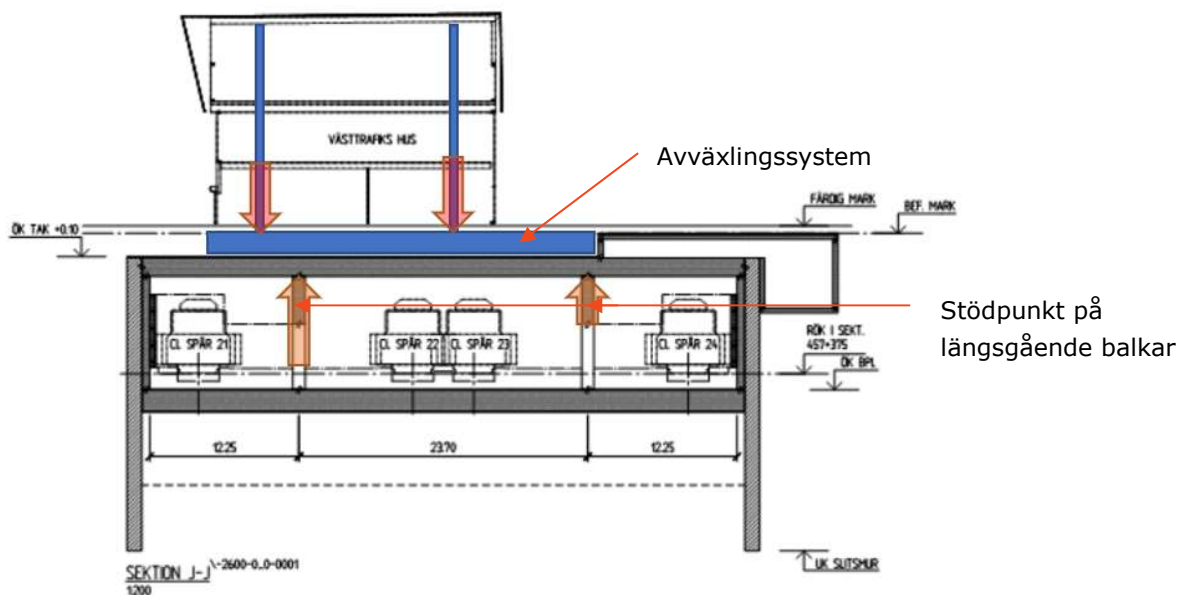 VÄSTTRAFIKS HUS
Avväxlingssystem
FÄRDIG MARK
BEF. MARK
ÖK TAK +0.10
CL SPÅR 21
CL SPÅR 22
CL SPÅR 23
CL SPÅR 24
Stödpunkt på
längsgående balkar
RÖK I SEKT.
457+375
ÖK BPL
12.25
23.70
12.25
SEKTION J-J
1:200
UK SLITSMUR